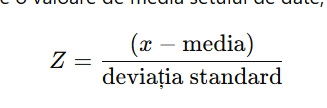 e o valoare de media setului de date,
Z = (x − media) / deviația standard